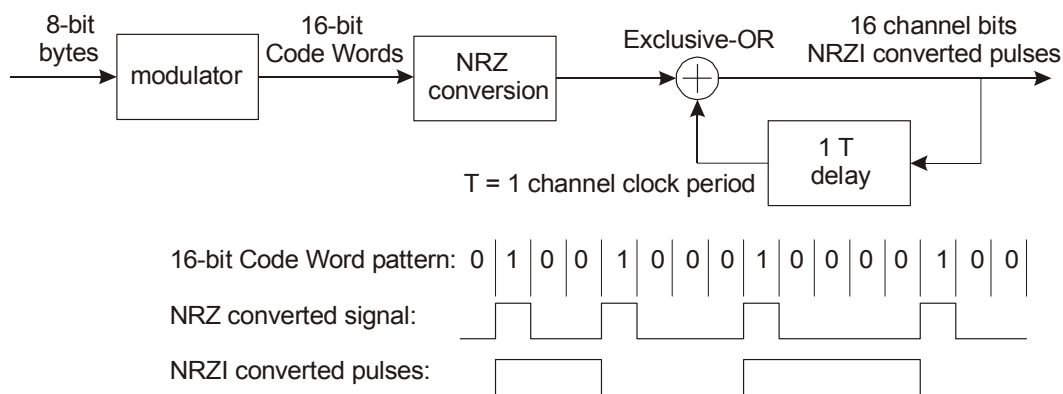 8-bit
bytes
modulator
16-bit
Code Words
NRZ
conversion
Exclusive-OR
16 channel bits
NRZI converted pulses
1 T
delay
T = 1 channel clock period
16-bit Code Word pattern: 0 1 0 0 1 0 0 0 1 0 0 0 0 1 0 0
NRZ converted signal:
NRZI converted pulses: